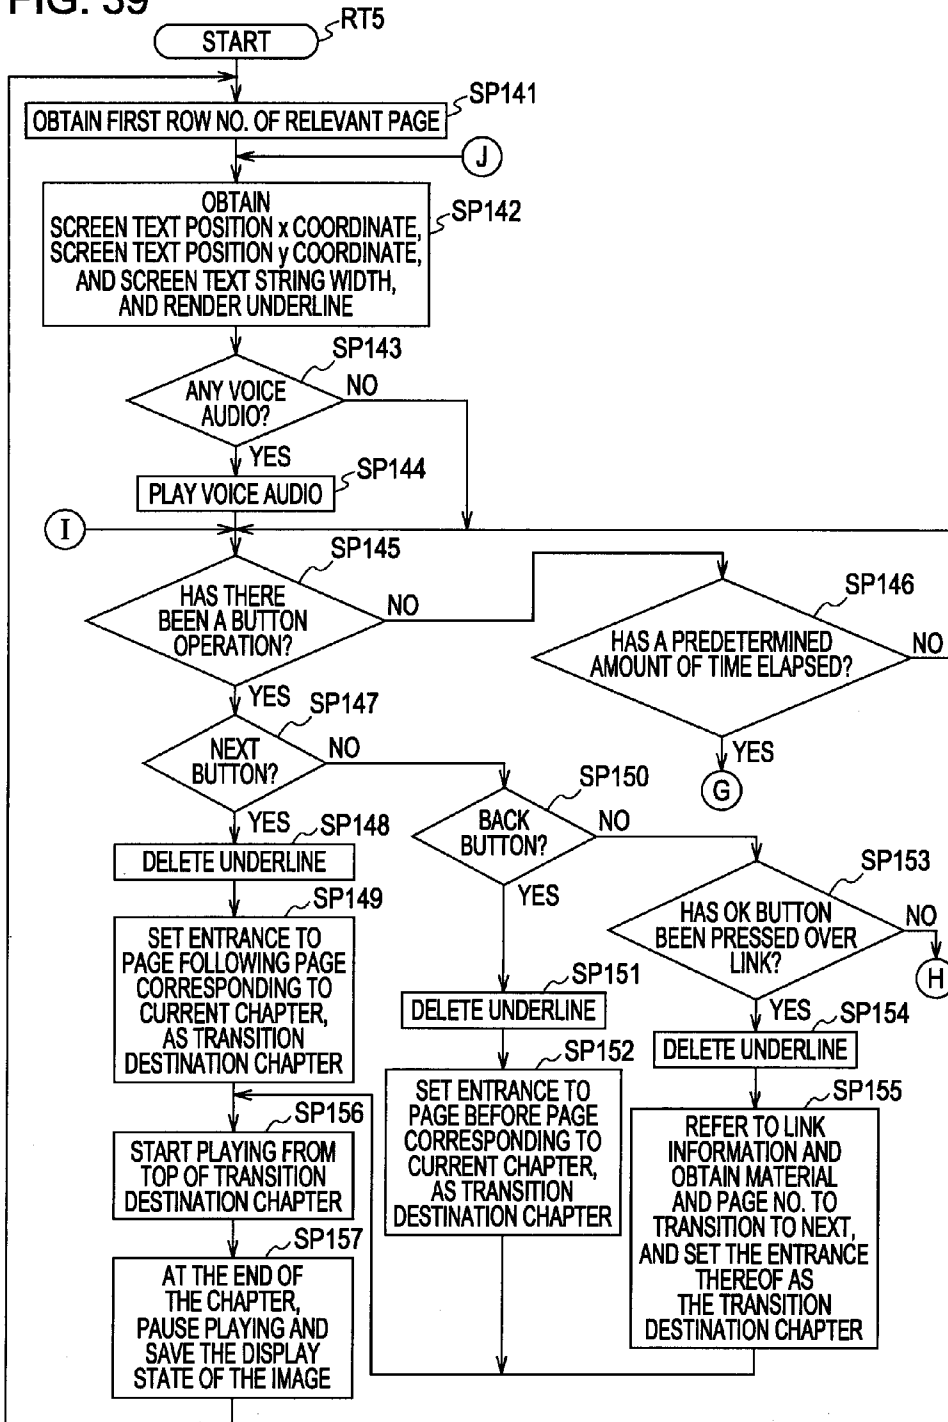 FIG. 39
START
RT5
SP141
OBTAIN FIRST ROW NO. OF RELEVANT PAGE
J
SP142
OBTAIN
SCREEN TEXT POSITION x COORDINATE,
SCREEN TEXT POSITION y COORDINATE,
AND SCREEN TEXT STRING WIDTH,
AND RENDER UNDERLINE
SP143
ANY VOICE
AUDIO?
NO
YES
SP144
PLAY VOICE AUDIO
I
SP145
HAS THERE
BEEN A BUTTON
OPERATION?
NO
YES
SP146
HAS A PREDETERMINED
AMOUNT OF TIME ELAPSED?
NO
YES
G
SP147
NEXT
BUTTON?
NO
YES
SP148
DELETE UNDERLINE
SP149
SET ENTRANCE TO
PAGE FOLLOWING PAGE
CORRESPONDING TO
CURRENT CHAPTER,
AS TRANSITION
DESTINATION CHAPTER
SP150
BACK
BUTTON?
NO
YES
SP151
DELETE UNDERLINE
SP152
SET ENTRANCE TO
PAGE BEFORE PAGE
CORRESPONDING TO
CURRENT CHAPTER,
AS TRANSITION
DESTINATION CHAPTER
SP153
HAS OK BUTTON
BEEN PRESSED OVER
LINK?
NO
H
YES
SP154
DELETE UNDERLINE
SP155
REFER TO LINK
INFORMATION AND
OBTAIN MATERIAL
AND PAGE NO. TO
TRANSITION TO NEXT,
AND SET THE ENTRANCE
THEREOF AS
THE TRANSITION
DESTINATION CHAPTER
SP156
START PLAYING FROM
TOP OF TRANSITION
DESTINATION CHAPTER
SP157
AT THE END OF
THE CHAPTER,
PAUSE PLAYING AND
SAVE THE DISPLAY
STATE OF THE IMAGE